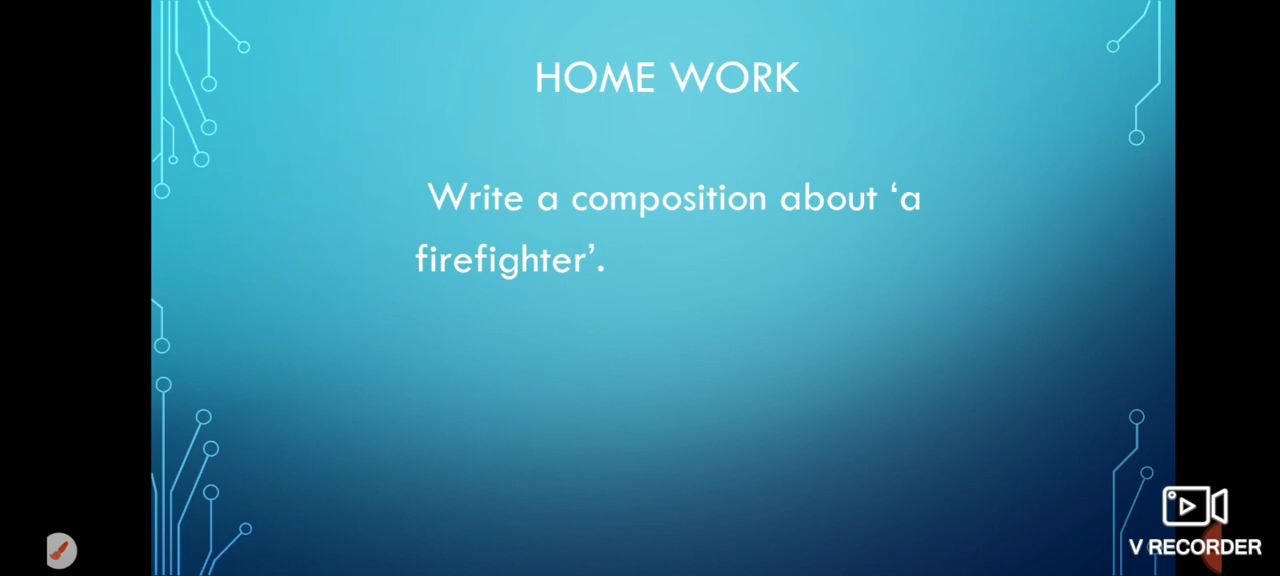 HOME WORK
Write a composition about ‘a
firefighter’.
V RECORDER